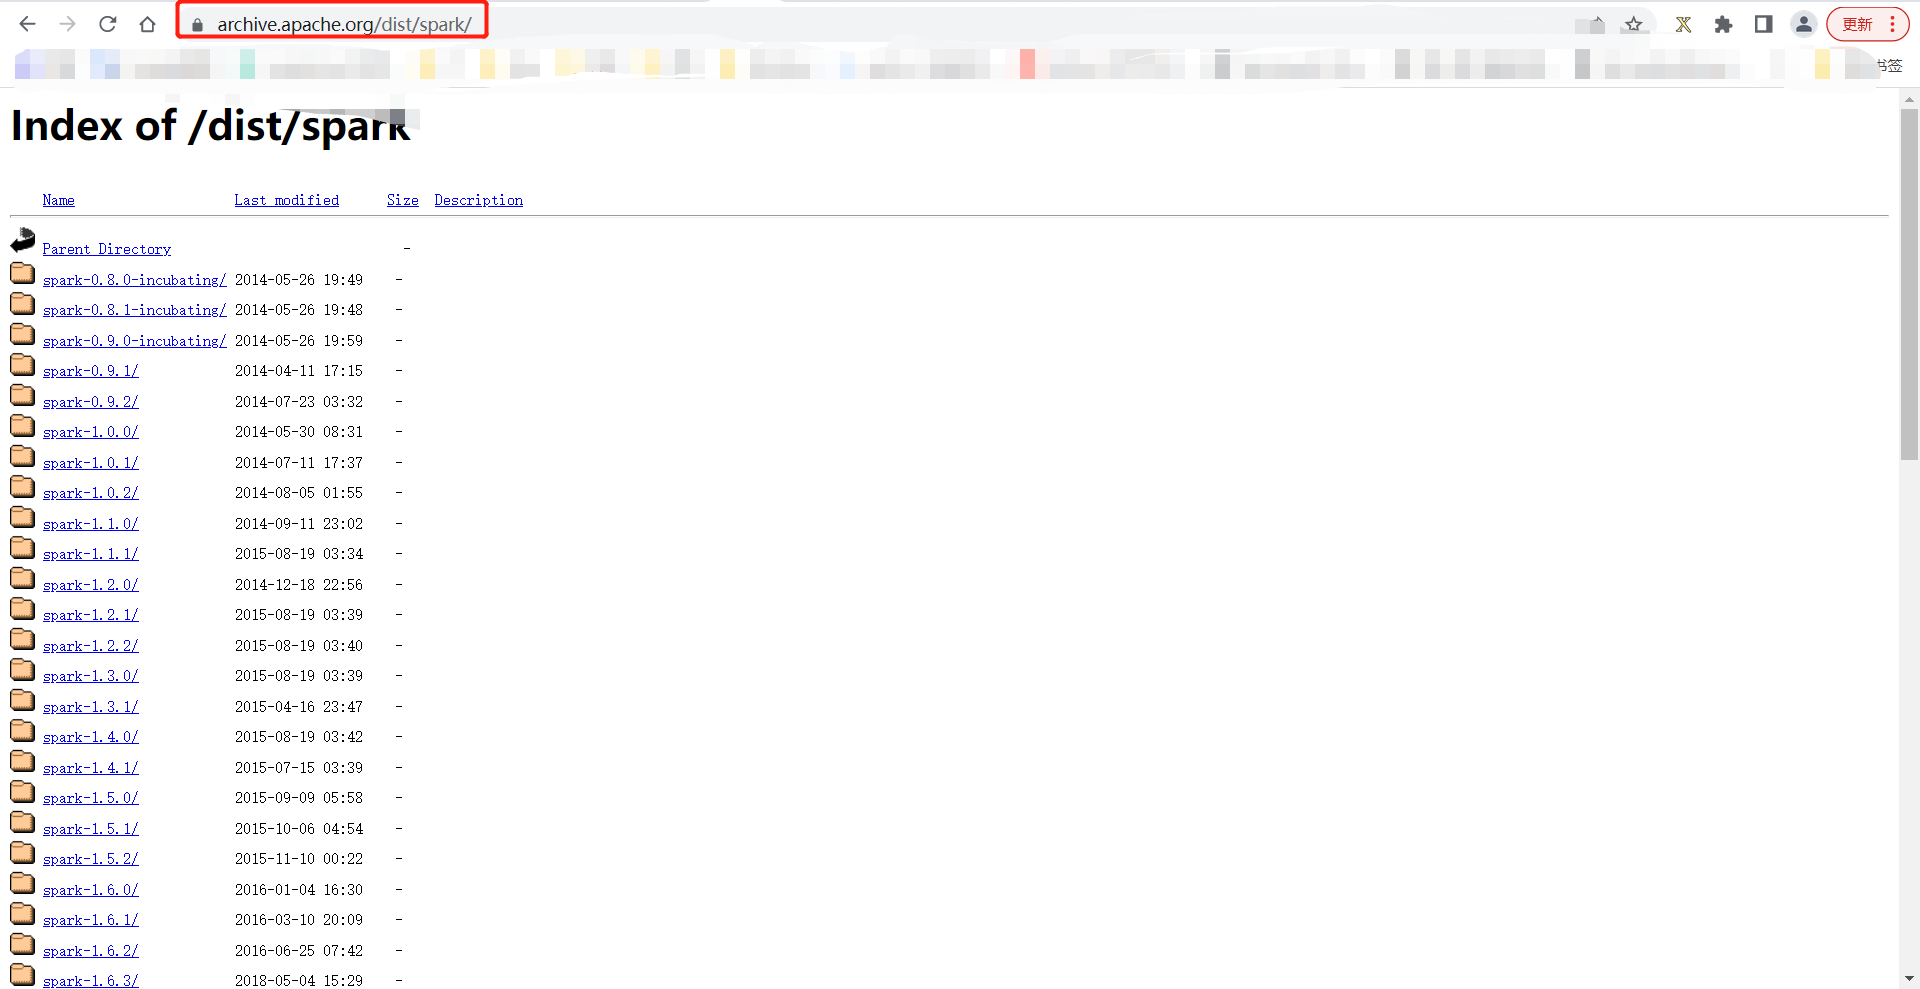 archive.apache.org/dist/spark/
更新
书签
Index of /dist/spark
Name Last modified Size Description
Parent Directory -
spark-0.8.0-incubating/ 2014-05-26 19:49 -
spark-0.8.1-incubating/ 2014-05-26 19:48 -
spark-0.9.0-incubating/ 2014-05-26 19:59 -
spark-0.9.1/ 2014-04-11 17:15 -
spark-0.9.2/ 2014-07-23 03:32 -
spark-1.0.0/ 2014-05-30 08:31 -
spark-1.0.1/ 2014-07-11 17:37 -
spark-1.0.2/ 2014-08-05 01:55 -
spark-1.1.0/ 2014-09-11 23:02 -
spark-1.1.1/ 2015-08-19 03:34 -
spark-1.2.0/ 2014-12-18 22:56 -
spark-1.2.1/ 2015-08-19 03:39 -
spark-1.2.2/ 2015-08-19 03:40 -
spark-1.3.0/ 2015-08-19 03:39 -
spark-1.3.1/ 2015-04-16 23:47 -
spark-1.4.0/ 2015-08-19 03:42 -
spark-1.4.1/ 2015-07-15 03:39 -
spark-1.5.0/ 2015-09-09 05:58 -
spark-1.5.1/ 2015-10-06 04:54 -
spark-1.5.2/ 2015-11-10 00:22 -
spark-1.6.0/ 2016-01-04 16:30 -
spark-1.6.1/ 2016-03-10 20:09 -
spark-1.6.2/ 2016-06-25 07:42 -
spark-1.6.3/ 2018-05-04 15:29 -